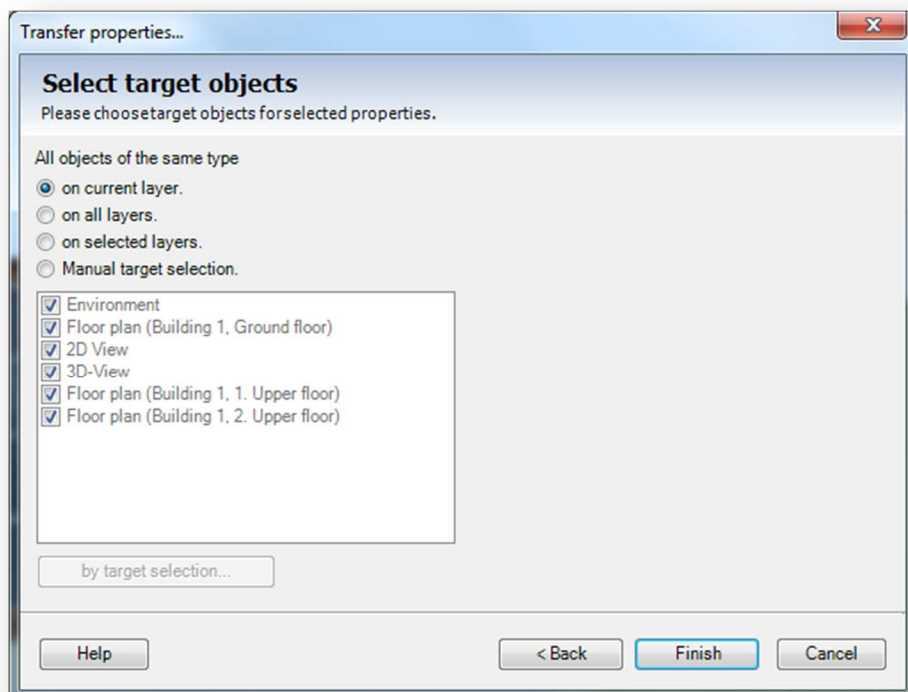 Transfer properties...
Select target objects
Please choosetarget objects forselected properties.
All objects of the same type
on current layer.
on all layers.
on selected layers.
Manual target selection.
Environment
Floor plan (Building 1, Ground floor)
2D View
3D-View
Floor plan (Building 1, 1. Upper floor)
Floor plan (Building 1, 2. Upper floor)
by target selection...
Help
< Back
Finish
Cancel